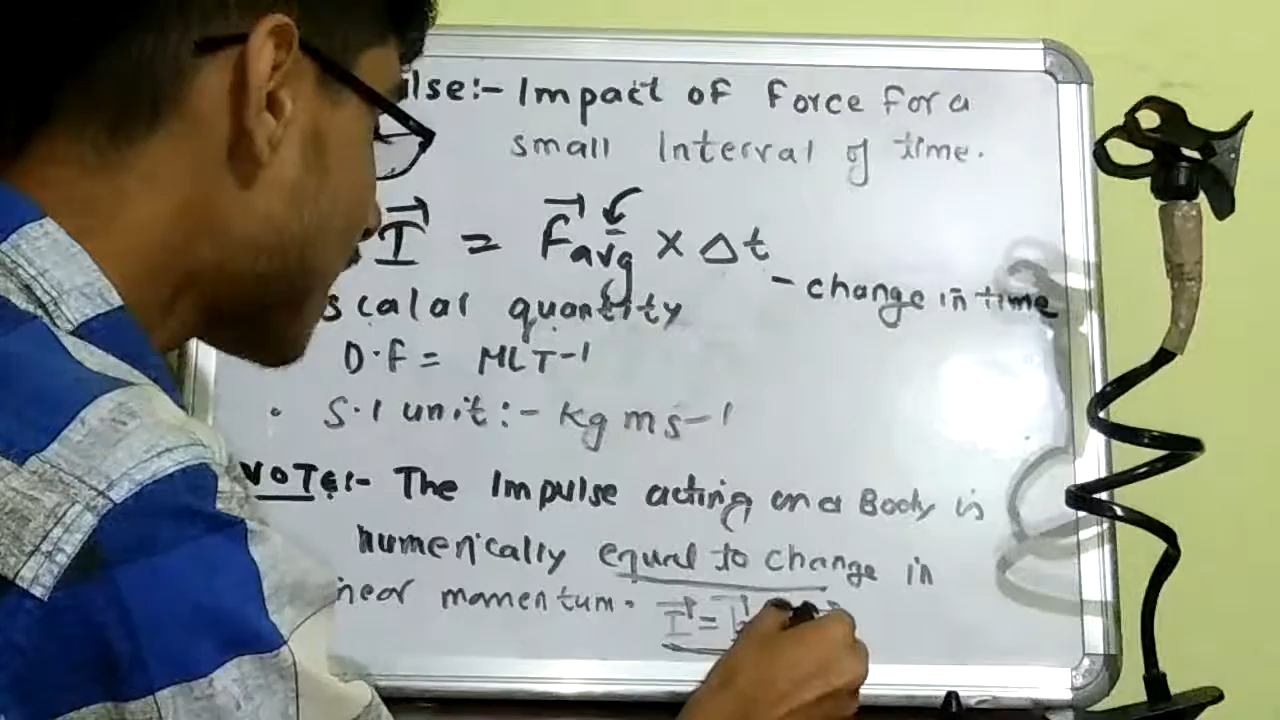 lse:- Impact of Force For a
small Interval of time.
I = Favg × Δt
- change in time
scalar quantity
D.F = MLT-1
• S.I unit:- kg ms-1
NOTE:- The Impulse acting on a Body is
numerically equal to change in
near momentum.
I =